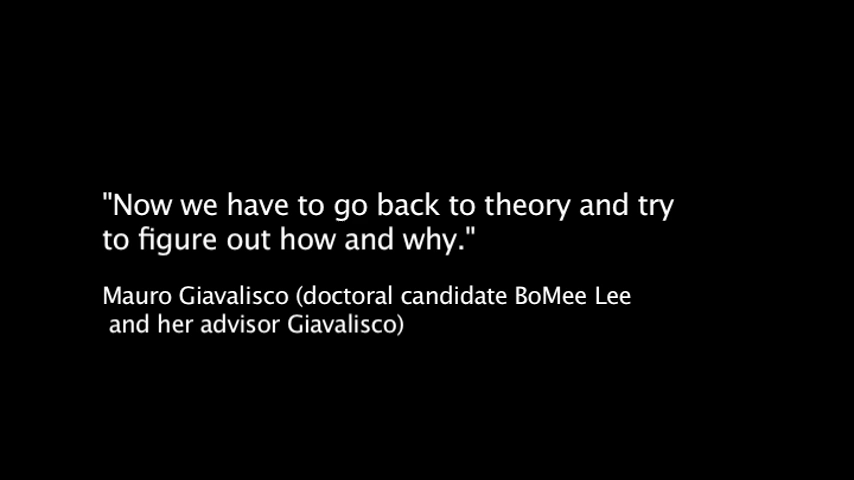 "Now we have to go back to theory and try
to figure out how and why."
Mauro Giavalisco (doctoral candidate BoMee Lee
and her advisor Giavalisco)